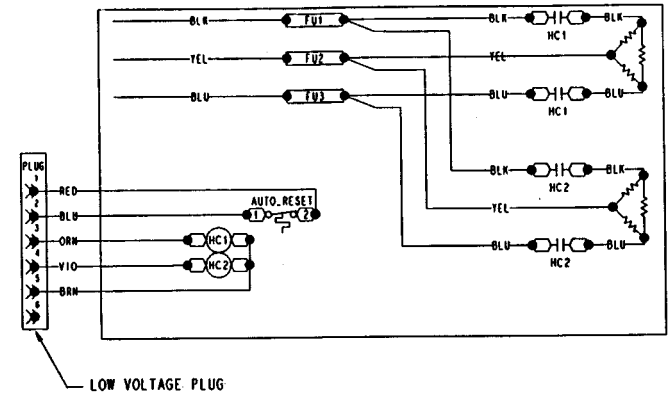 BLK FU1 BLK HC1 BLK
YEL FU2 YEL
BLU FU3 BLU HC1 BLU
PLUG
1 RED
2 BLU 1 AUTO.RESET 2
3 ORN HC1
4 VIO HC2
5 BRN
6
BLK HC2 BLK
YEL
BLU HC2 BLU
LOW VOLTAGE PLUG